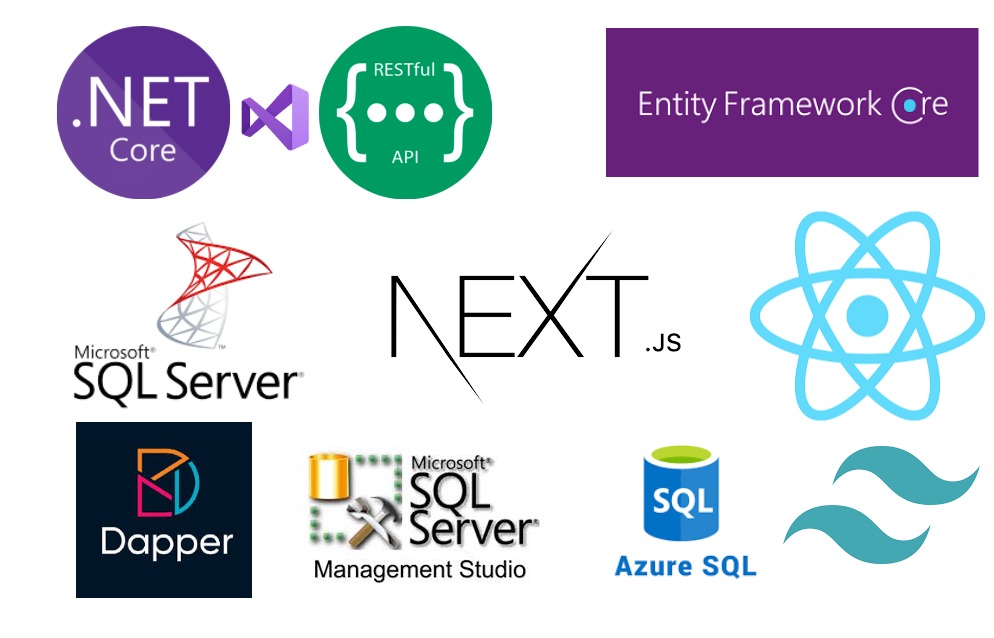 .NET
Core
RESTful
API
Entity Framework Core
Microsoft®
SQL Server®
NEXT
.JS
Dapper
Microsoft®
SQL
Server®
Management Studio
SQL
Azure SQL